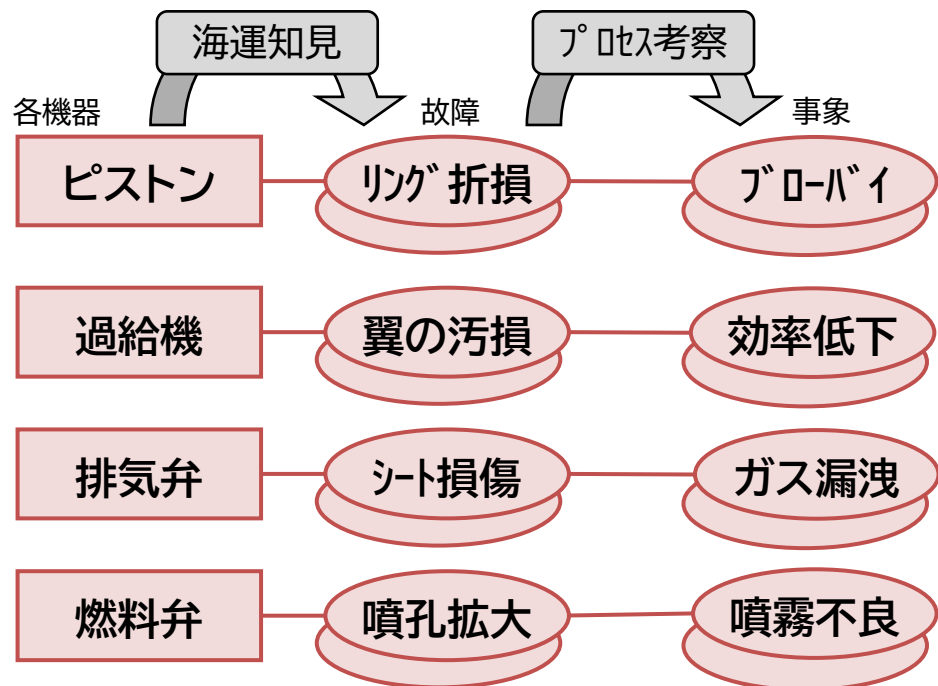 海運知見
ﾌﾟﾛｾｽ考察
各機器
故障
事象
ピストン
ﾘﾝｸﾞ折損
ﾌﾞﾛｰﾊﾞｲ
過給機
翼の汚損
効率低下
排気弁
ｼｰﾄ損傷
ガス漏洩
燃料弁
噴孔拡大
噴霧不良